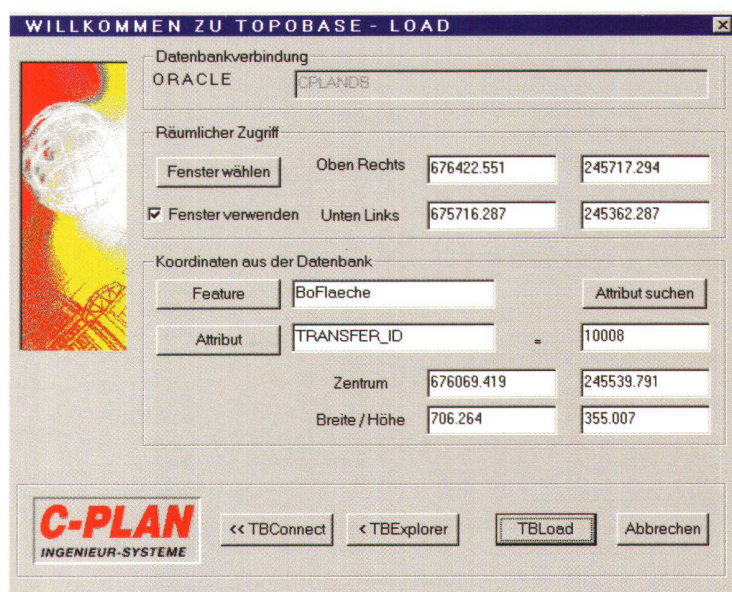 WILLKOMMEN ZU TOPOBASE - LOAD
Datenbankverbindung
ORACLE CPLANDB
Räumlicher Zugriff
Fenster wählen Oben Rechts 676422.551 245717.294
Fenster verwenden Unten Links 675716.287 245362.287
Koordinaten aus der Datenbank
Feature BoFlaeche Attribut suchen
Attribut TRANSFER_ID = 10008
Zentrum 676069.419 245539.791
Breite / Höhe 706.264 355.007
C-PLAN
INGENIEUR-SYSTEME
<< TBConnect < TBExplorer TBLoad Abbrechen